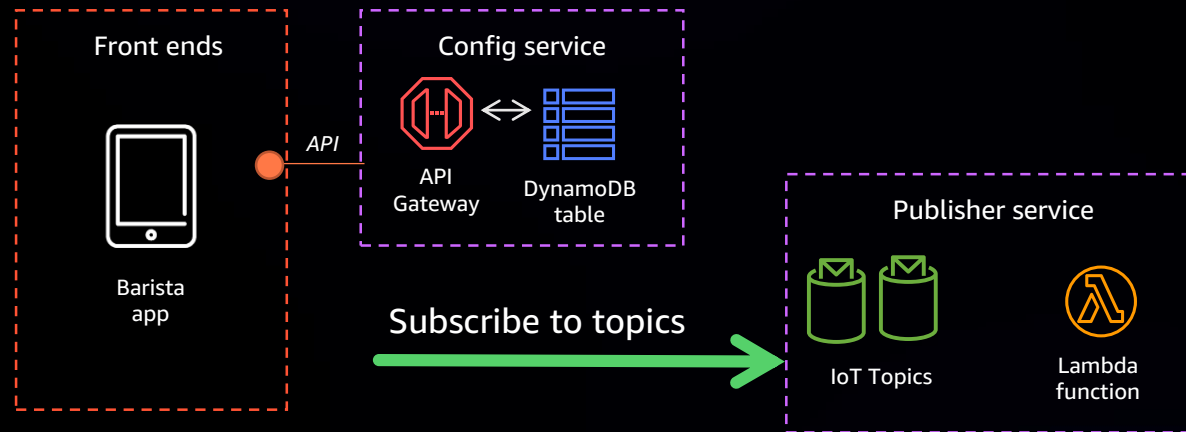 Front ends
Barista
app
API
Config service
API
Gateway
DynamoDB
table
Subscribe to topics
Publisher service
IoT Topics
Lambda
function